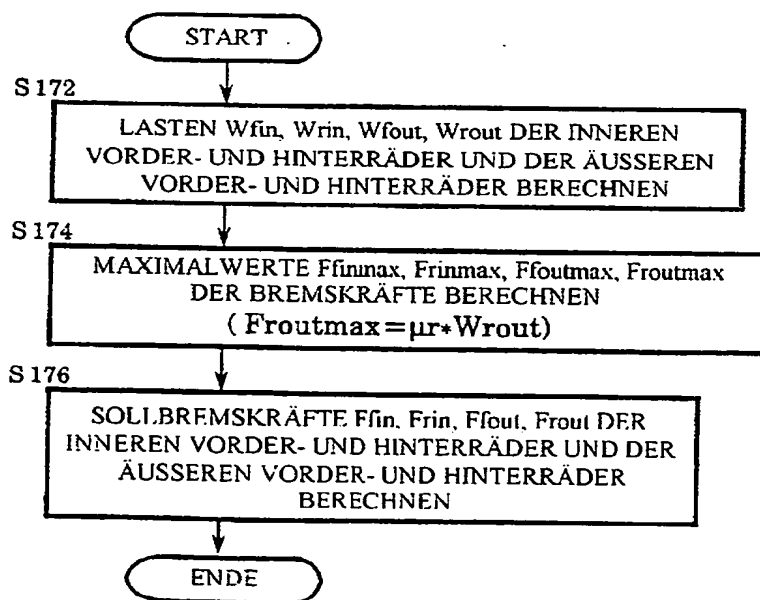 START
S 172
LASTEN Wfin, Wrin, Wfout, Wrout DER INNEREN
VORDER- UND HINTERRÄDER UND DER ÄUSSEREN
VORDER- UND HINTERRÄDER BERECHNEN
S 174
MAXIMALWERTE Ffinmax, Frinmax, Ffoutmax, Froutmax
DER BREMSKRÄFTE BERECHNEN
( Froutmax=μr*Wrout)
S 176
SOLLBREMSKRÄFTE Ffin, Frin, Ffout, Frout DER
INNEREN VORDER- UND HINTERRÄDER UND DER
ÄUSSEREN VORDER- UND HINTERRÄDER
BERECHNEN
ENDE